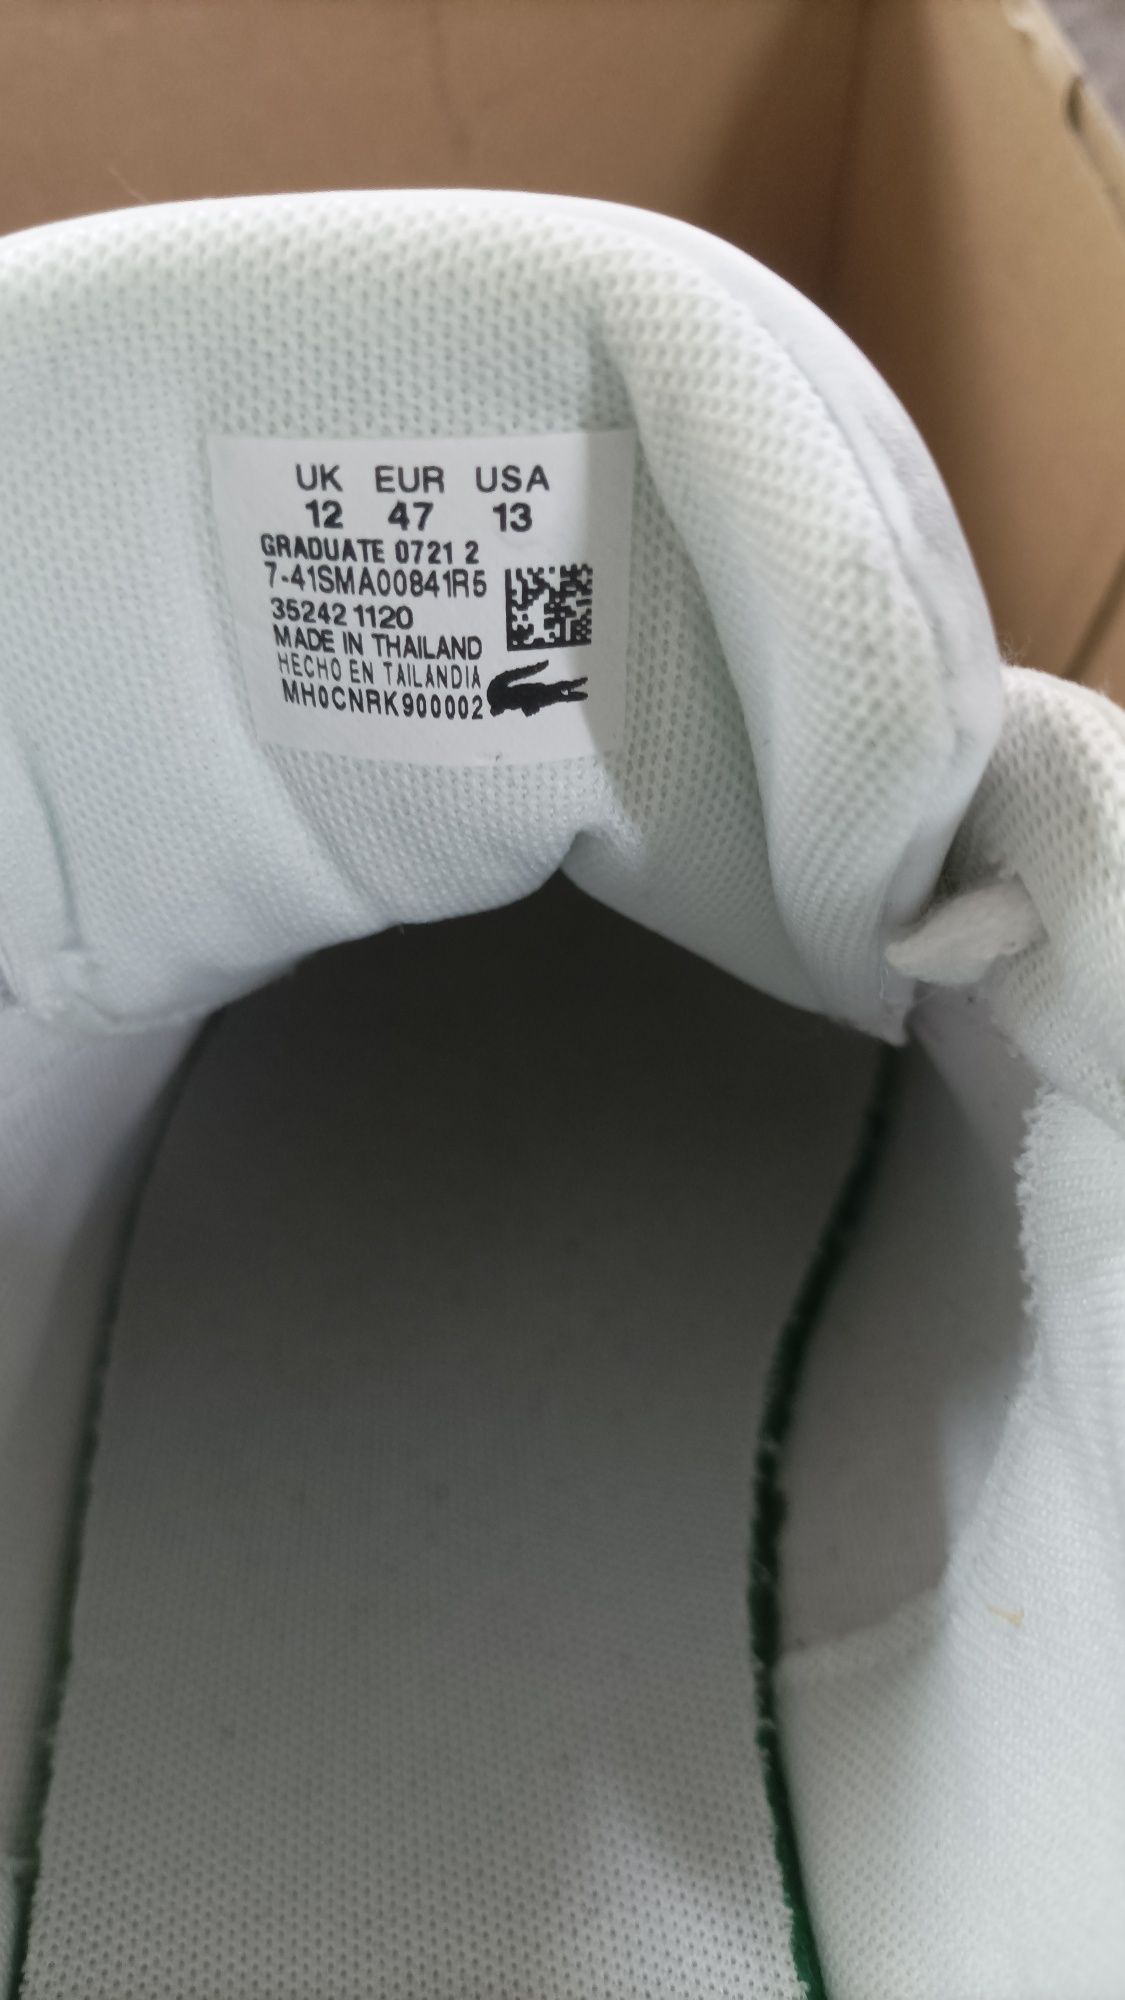 UK EUR USA
12 47 13
GRADUATE 0721 2
7-41SMA00841R5
35242 1120
MADE IN THAILAND
HECHO EN TAILANDIA
MH0CNRK900002